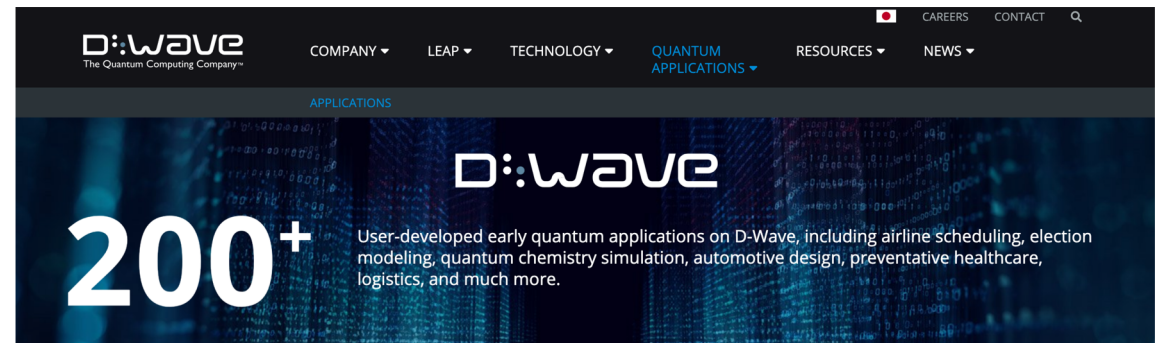 CAREERS CONTACT
D:Wave
The Quantum Computing Company™
COMPANY LEAP TECHNOLOGY QUANTUM APPLICATIONS RESOURCES NEWS
APPLICATIONS
D:Wave
200+
User-developed early quantum applications on D-Wave, including airline scheduling, election
modeling, quantum chemistry simulation, automotive design, preventative healthcare,
logistics, and much more.